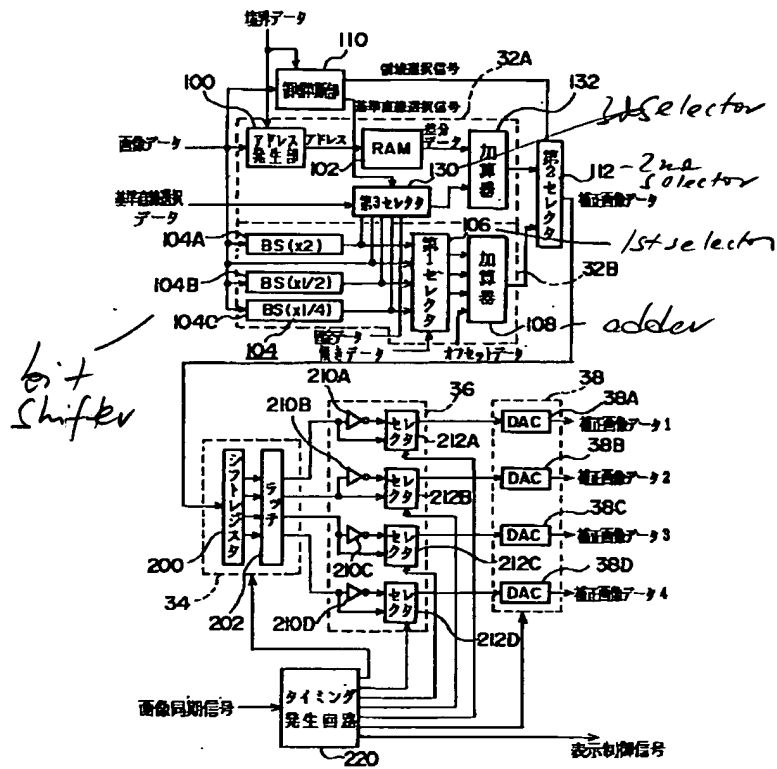 境界データ
110
32A
領域選択信号
領域判断部
132
3rd selector
100
基準直線選択信号
アドレス
発生部
アドレス
差分
データ
画像データ
RAM
加算器
102
130
第2セレクタ
112 - 2nd
selector
基準直線選択
データ
第3セレクタ
補正画像データ
104A
106
1st selector
BS(x2)
第1セレクタ
加算器
32B
104B
BS(x1/2)
104C
BS(x1/4)
108 - adder
104
固定データ
傾きデータ
オフセットデータ
bit
shifter
210A
36
38
210B
38A
セレクタ
DAC
補正画像データ1
212A
38B
シフトレジスタ
ラッチ
セレクタ
DAC
補正画像データ2
212B
38C
セレクタ
DAC
補正画像データ3
200
210C
212C
38D
セレクタ
DAC
補正画像データ4
34
202
210D
212D
画像同期信号
タイミング
発生回路
220
表示制御信号